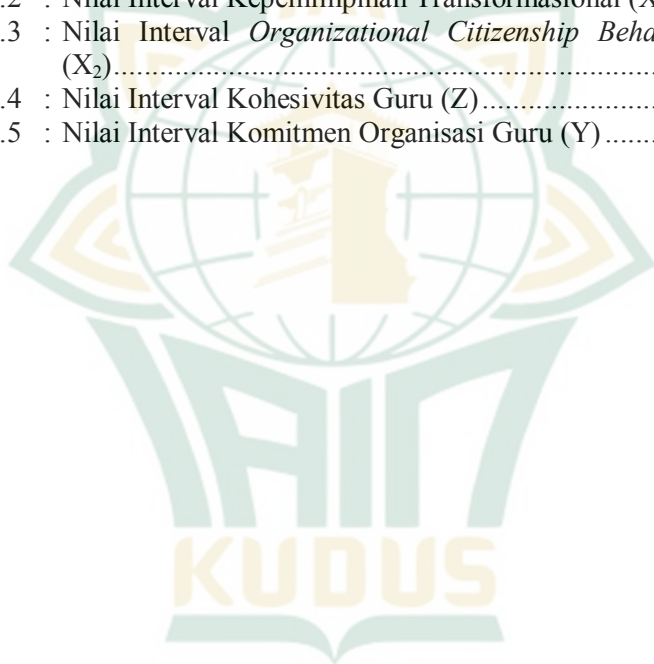 .2 : Nilai Interval Kepemimpinan Transformasional (X
.3 : Nilai Interval Organizational Citizenship Beha
(X₂)..........................................................................
.4 : Nilai Interval Kohesivitas Guru (Z)......................
.5 : Nilai Interval Komitmen Organisasi Guru (Y).......
IAIN
KUDUS